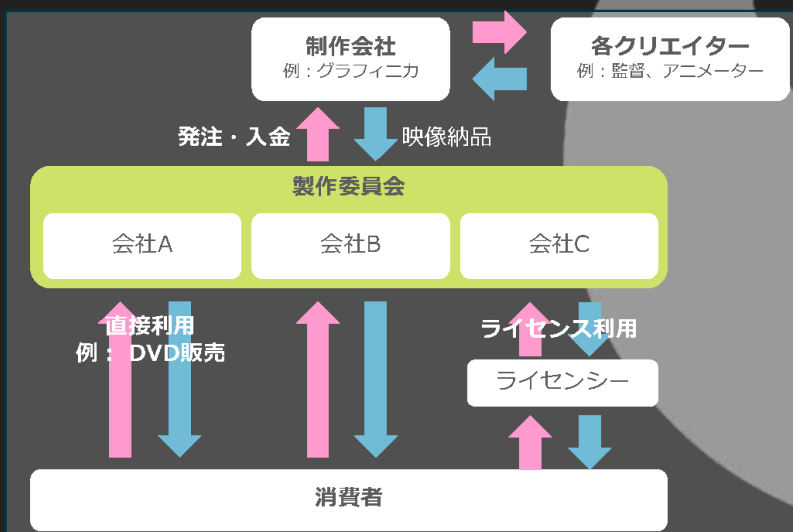 制作会社
例：グラフィニカ
各クリエイター
例：監督、アニメーター
発注・入金
映像納品
製作委員会
会社A
会社B
会社C
直接利用
例： DVD販売
ライセンス利用
ライセンシー
消費者